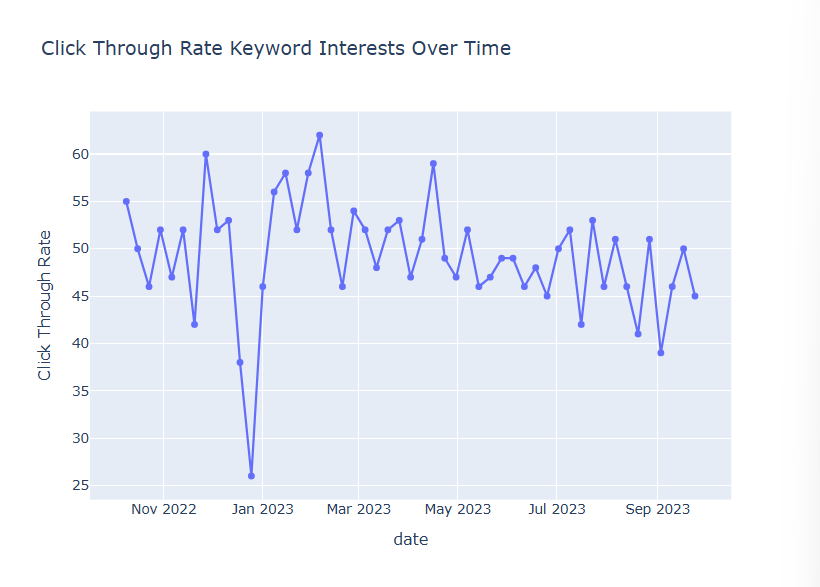 Click Through Rate Keyword Interests Over Time
Click Through Rate
60
55
50
45
40
35
30
25
Nov 2022 Jan 2023 Mar 2023 May 2023 Jul 2023 Sep 2023
date